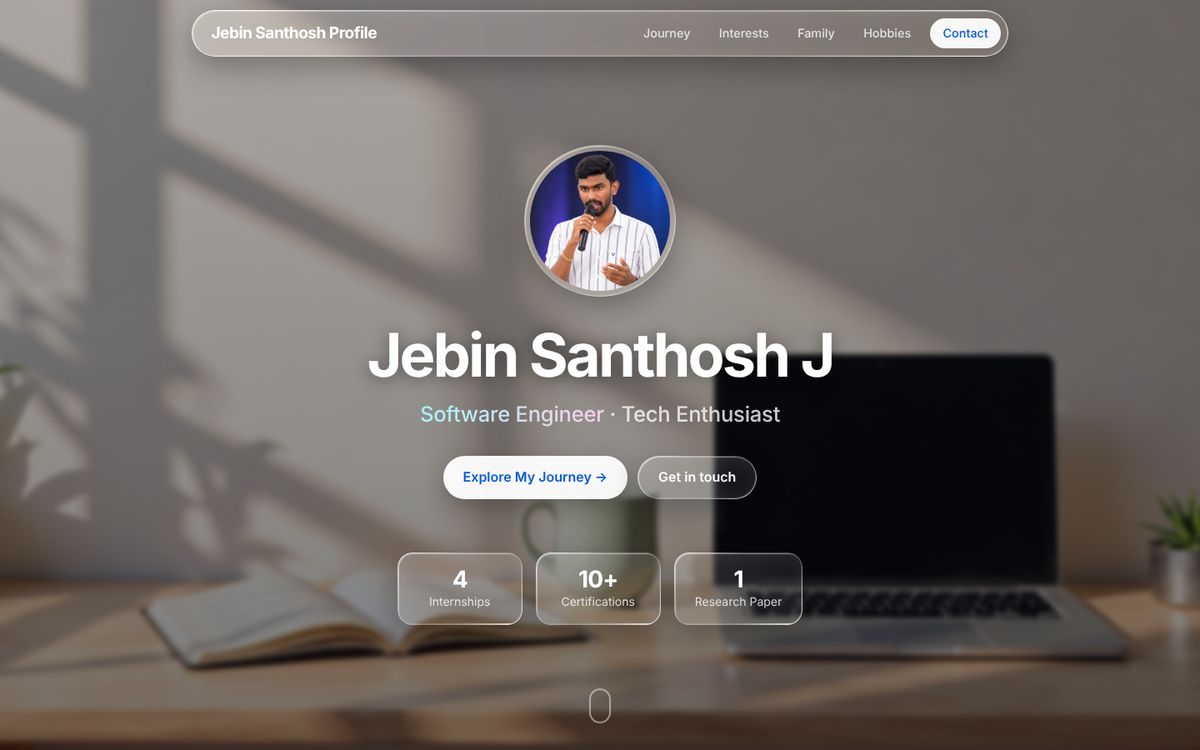 Jebin Santhosh Profile
Journey Interests Family Hobbies Contact
Jebin Santhosh J
Software Engineer · Tech Enthusiast
Explore My Journey →
Get in touch
4
Internships
10+
Certifications
1
Research Paper